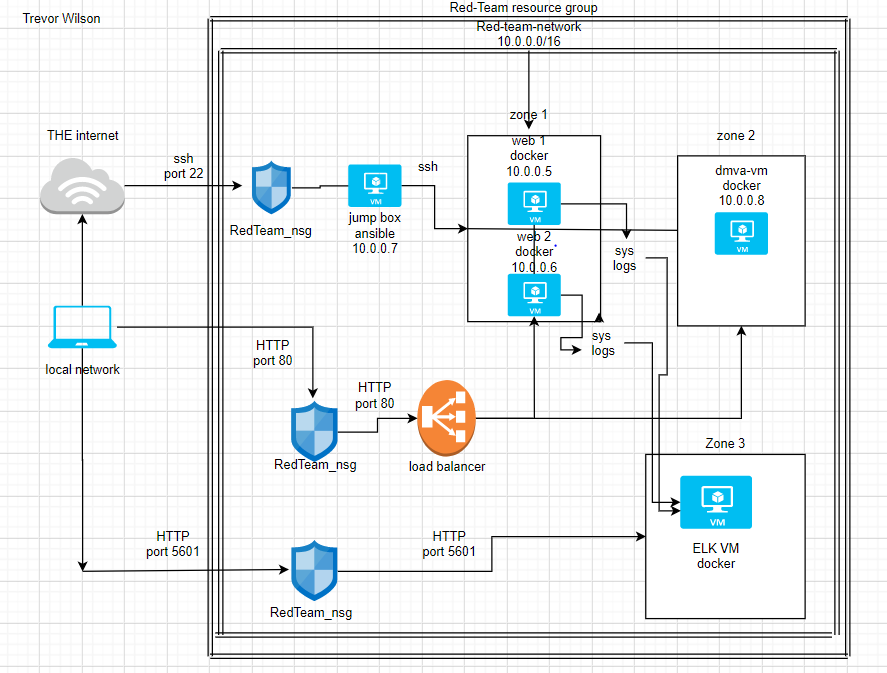 Trevor Wilson
Red-Team resource group
Red-team-network
10.0.0.0/16
THE internet
ssh
port 22
RedTeam_nsg
VM
jump box
ansible
10.0.0.7
ssh
zone 1
web 1
docker
10.0.0.5
VM
web 2
docker
10.0.0.6
VM
sys
logs
sys
logs
zone 2
dmva-vm
docker
10.0.0.8
VM
local network
HTTP
port 80
RedTeam_nsg
HTTP
port 80
load balancer
Zone 3
VM
ELK VM
docker
HTTP
port 5601
RedTeam_nsg
HTTP
port 5601